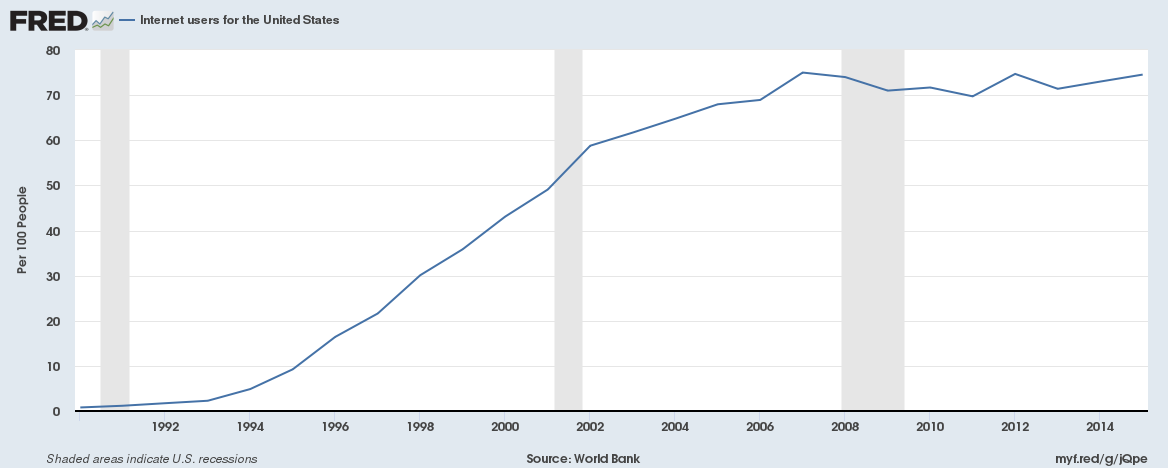 FRED
Internet users for the United States
80
70
60
50
40
30
20
10
0
Per 100 People
1992 1994 1996 1998 2000 2002 2004 2006 2008 2010 2012 2014
Shaded areas indicate U.S. recessions Source: World Bank myf.red/g/jQpe